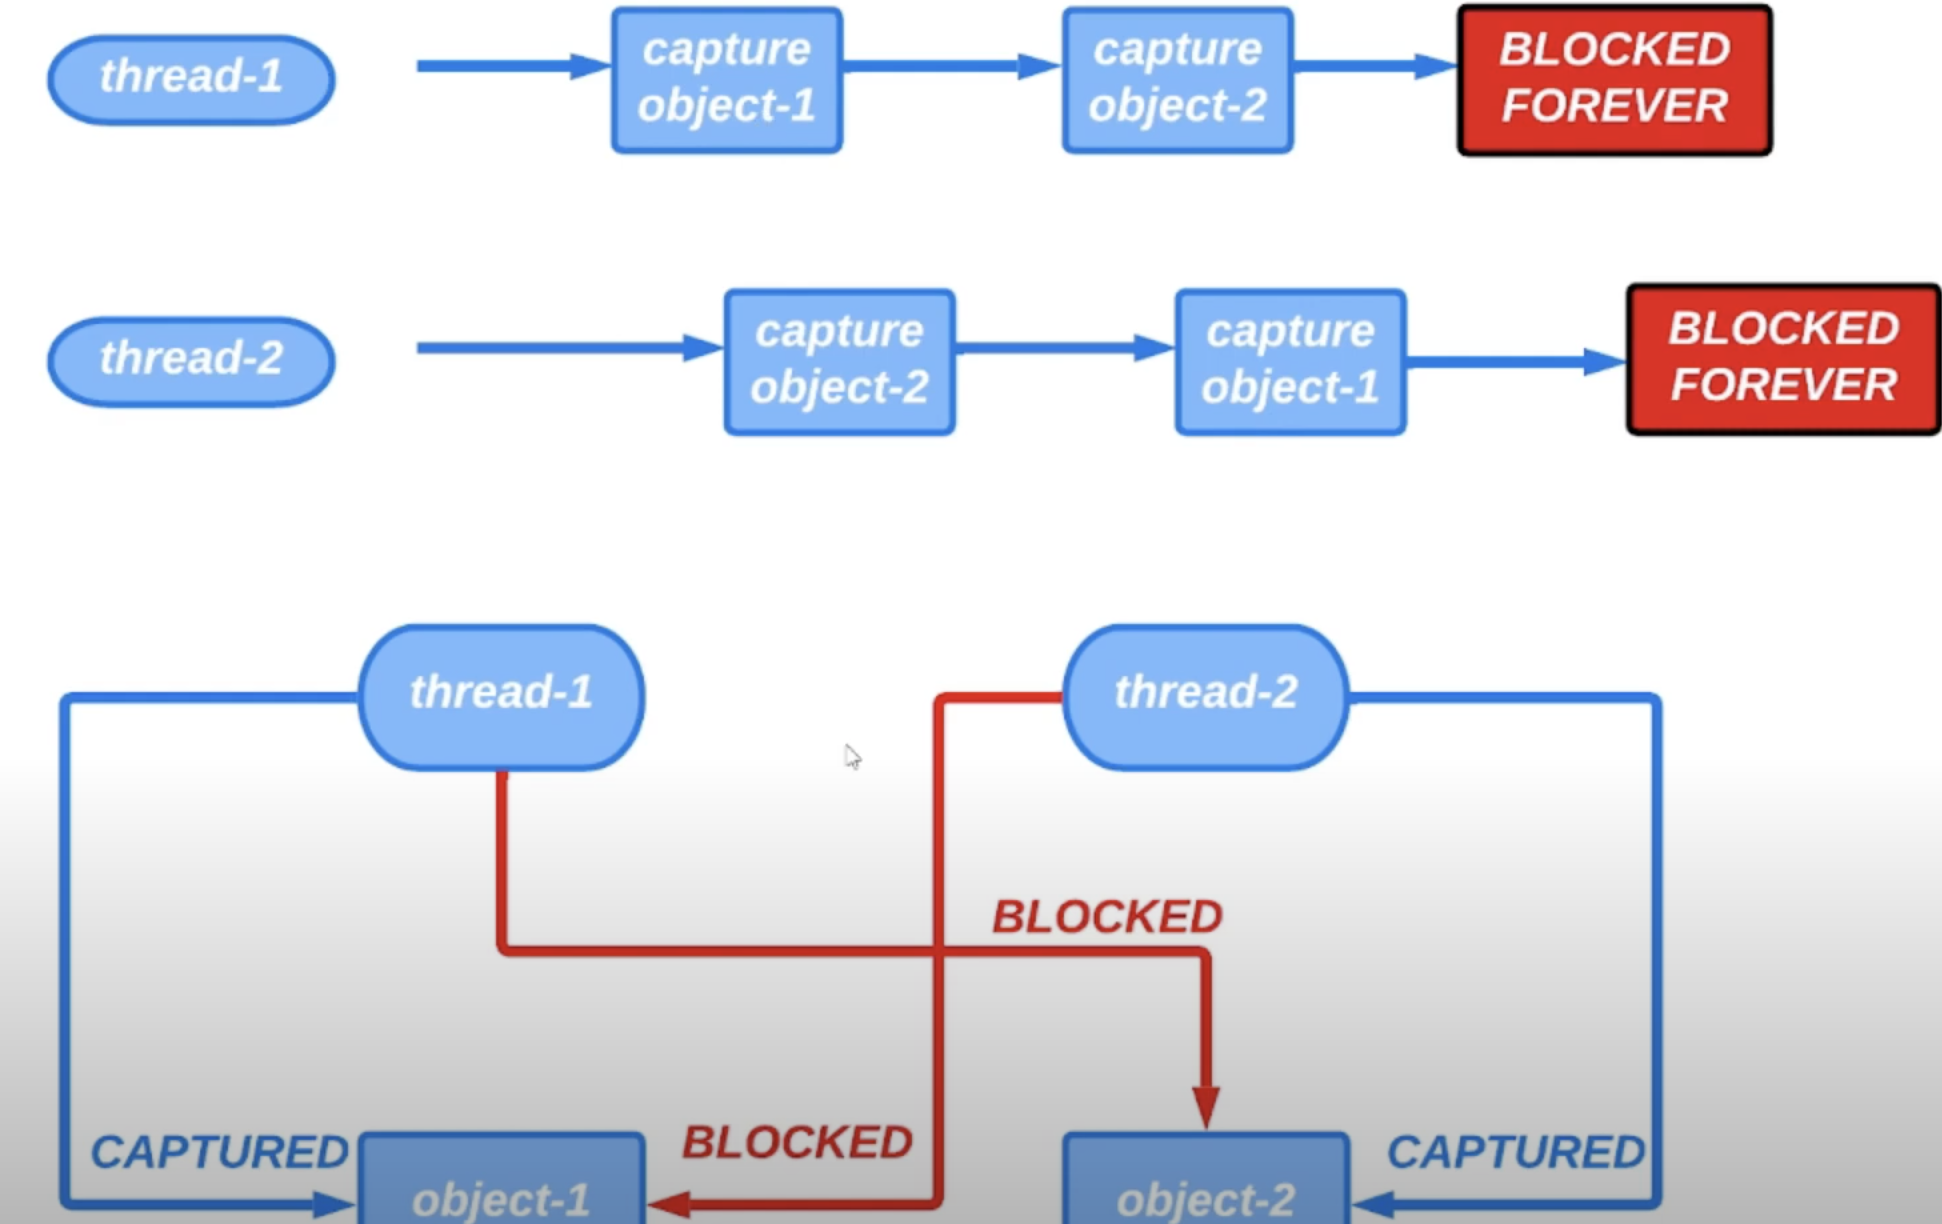 thread-1
capture
object-1
capture
object-2
BLOCKED
FOREVER
thread-2
capture
object-2
capture
object-1
BLOCKED
FOREVER
thread-1
thread-2
BLOCKED
CAPTURED
BLOCKED
CAPTURED
object-1
object-2